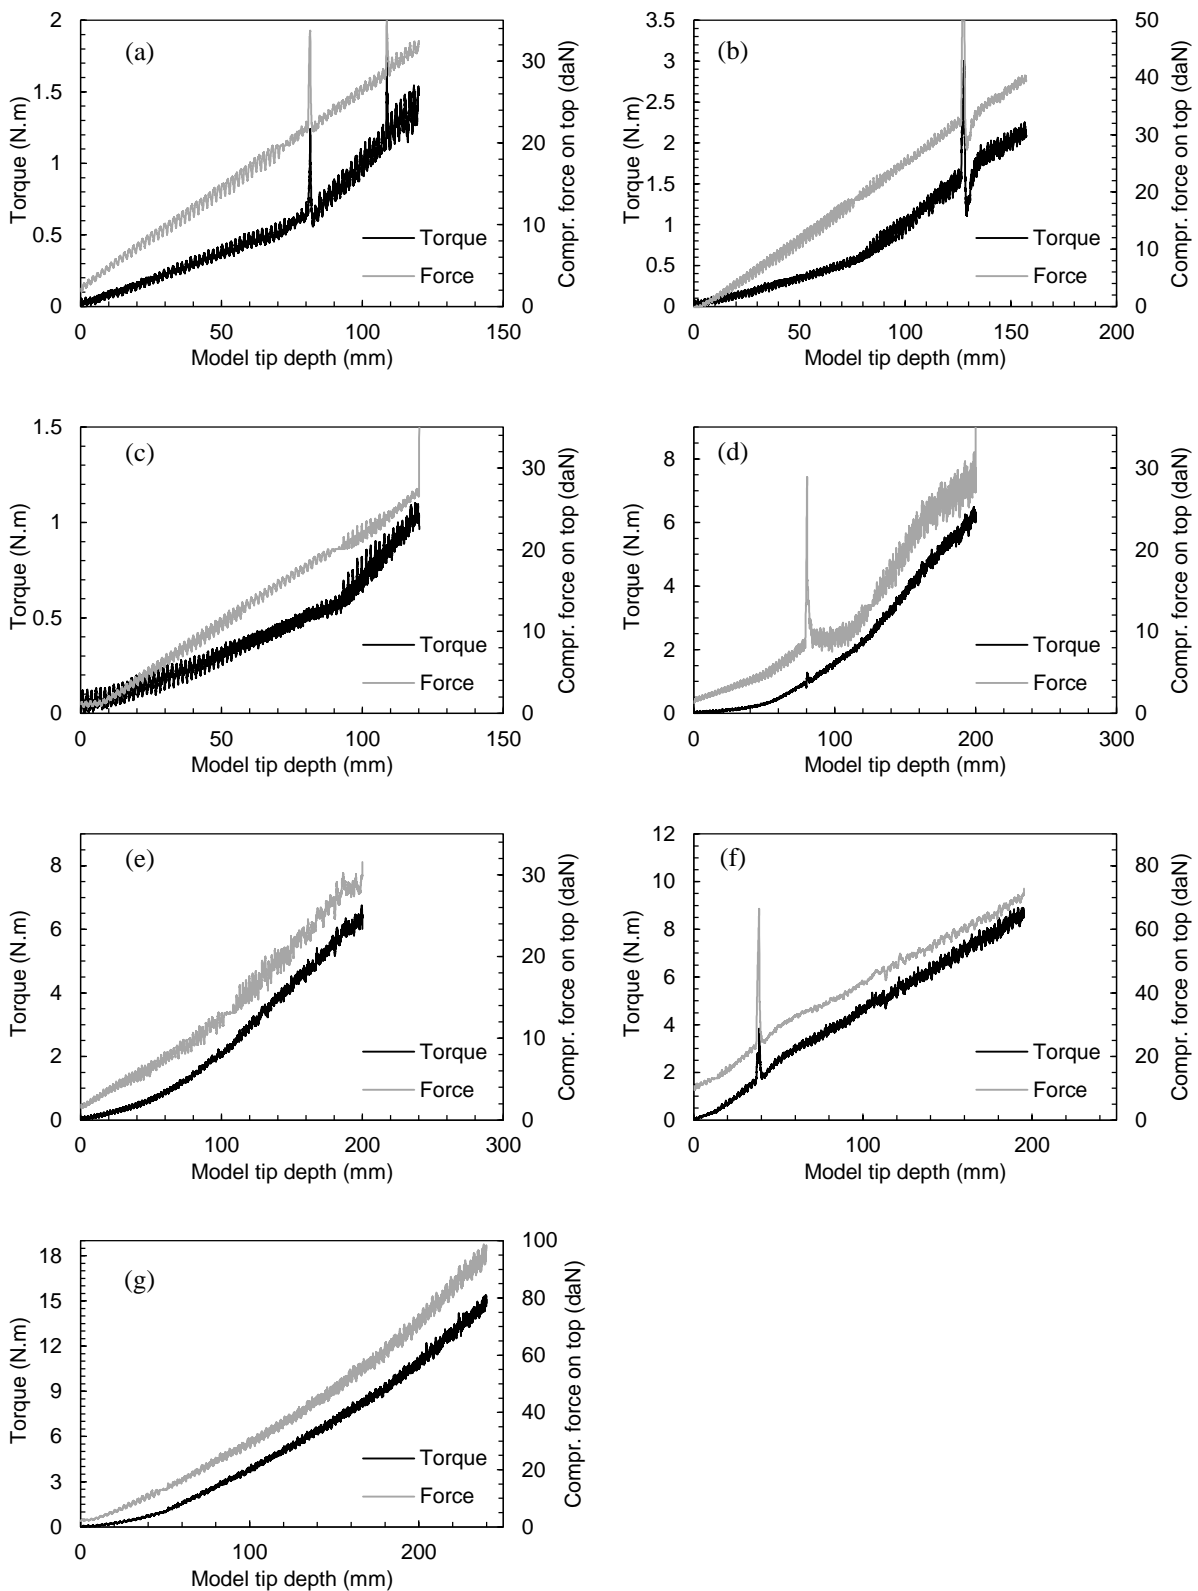 (a)
Torque (N.m)
2
1.5
1
0.5
0
0 50 100 150
Model tip depth (mm)
30
20
10
0
Compr. force on top (daN)
Torque
Force
(b)
Torque (N.m)
3.5
3
2.5
2
1.5
1
0.5
0
0 50 100 150 200
Model tip depth (mm)
50
40
30
20
10
0
Compr. force on top (daN)
Torque
Force
(c)
Torque (N.m)
1.5
1
0.5
0
0 50 100 150
Model tip depth (mm)
30
20
10
0
Compr. force on top (daN)
Torque
Force
(d)
Torque (N.m)
8
6
4
2
0
0 100 200 300
Model tip depth (mm)
30
20
10
0
Compr. force on top (daN)
Torque
Force
(e)
Torque (N.m)
8
6
4
2
0
0 100 200 300
Model tip depth (mm)
30
20
10
0
Compr. force on top (daN)
Torque
Force
(f)
Torque (N.m)
12
10
8
6
4
2
0
0 100 200
Model tip depth (mm)
80
60
40
20
0
Compr. force on top (daN)
Torque
Force
(g)
Torque (N.m)
18
15
12
9
6
3
0
0 100 200
Model tip depth (mm)
100
80
60
40
20
0
Compr. force on top (daN)
Torque
Force